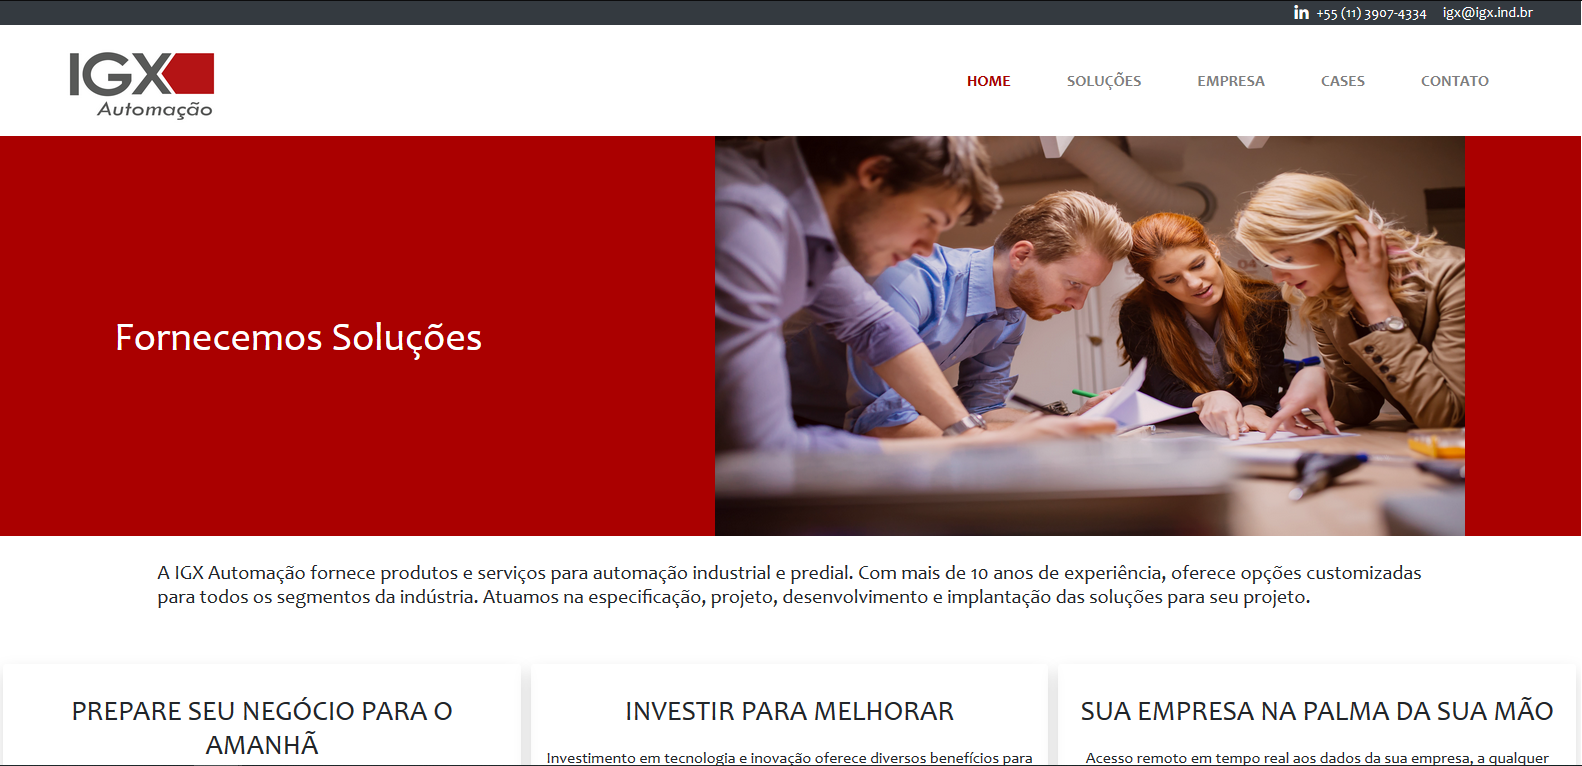 in +55 (11) 3907-4334 igx@igx.ind.br
IGX
Automação
HOME SOLUÇÕES EMPRESA CASES CONTATO
Fornecemos Soluções
A IGX Automação fornece produtos e serviços para automação industrial e predial. Com mais de 10 anos de experiência, oferece opções customizadas
para todos os segmentos da indústria. Atuamos na especificação, projeto, desenvolvimento e implantação das soluções para seu projeto.
PREPARE SEU NEGÓCIO PARA O
AMANHÃ
INVESTIR PARA MELHORAR
Investimento em tecnologia e inovação oferece diversos benefícios para
SUA EMPRESA NA PALMA DA SUA MÃO
Acesso remoto em tempo real aos dados da sua empresa, a qualquer